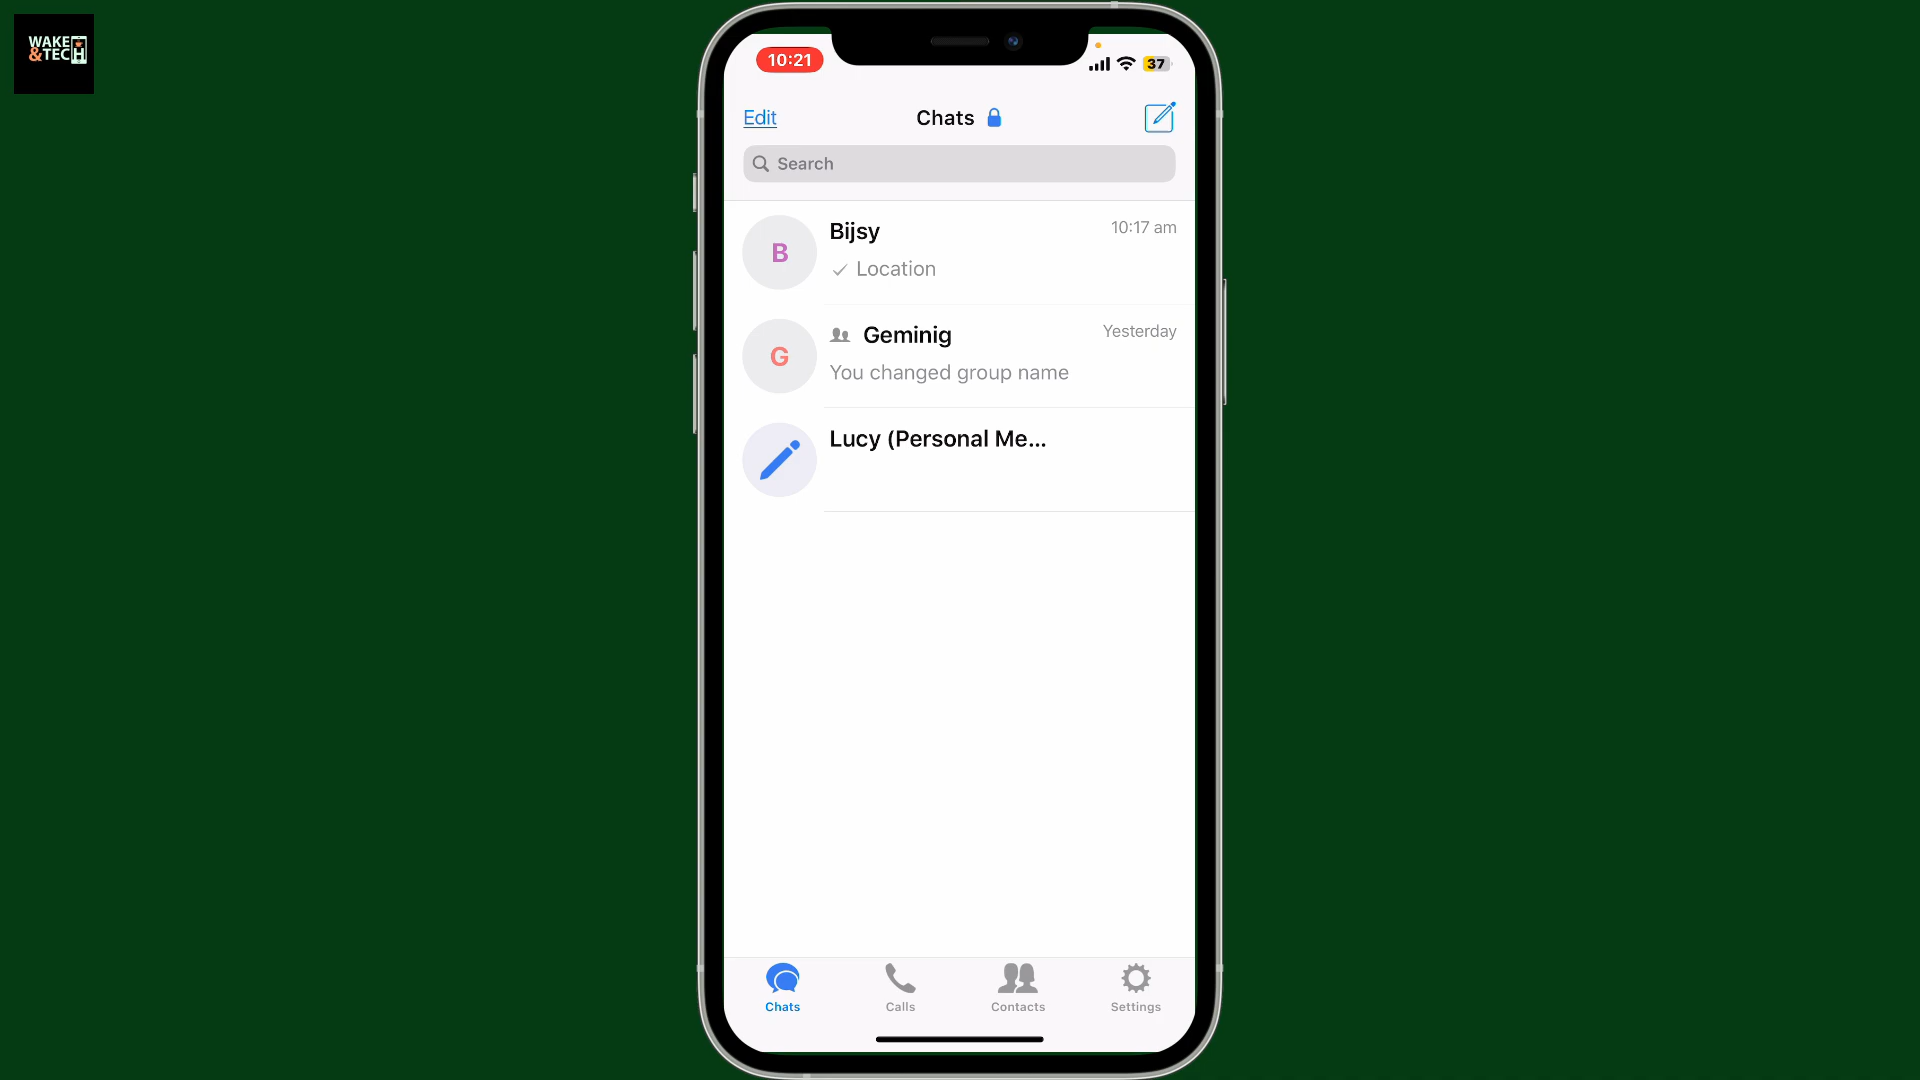 WAKE
&TECH
10:21
37
Edit
Chats
Search
B
Bijsy
10:17 am
Location
G
Geminig
Yesterday
You changed group name
Lucy (Personal Me...
Chats
Calls
Contacts
Settings